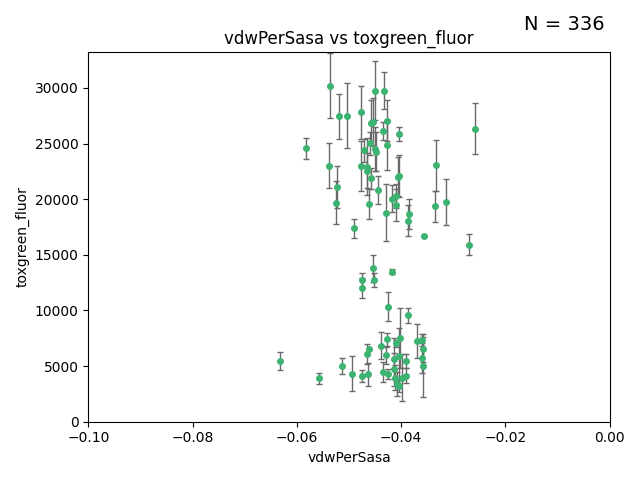 N = 336
vdwPerSasa vs toxgreen_fluor
toxgreen_fluor
30000
25000
20000
15000
10000
5000
0
−0.10 −0.08 −0.06 −0.04 −0.02 0.00
vdwPerSasa